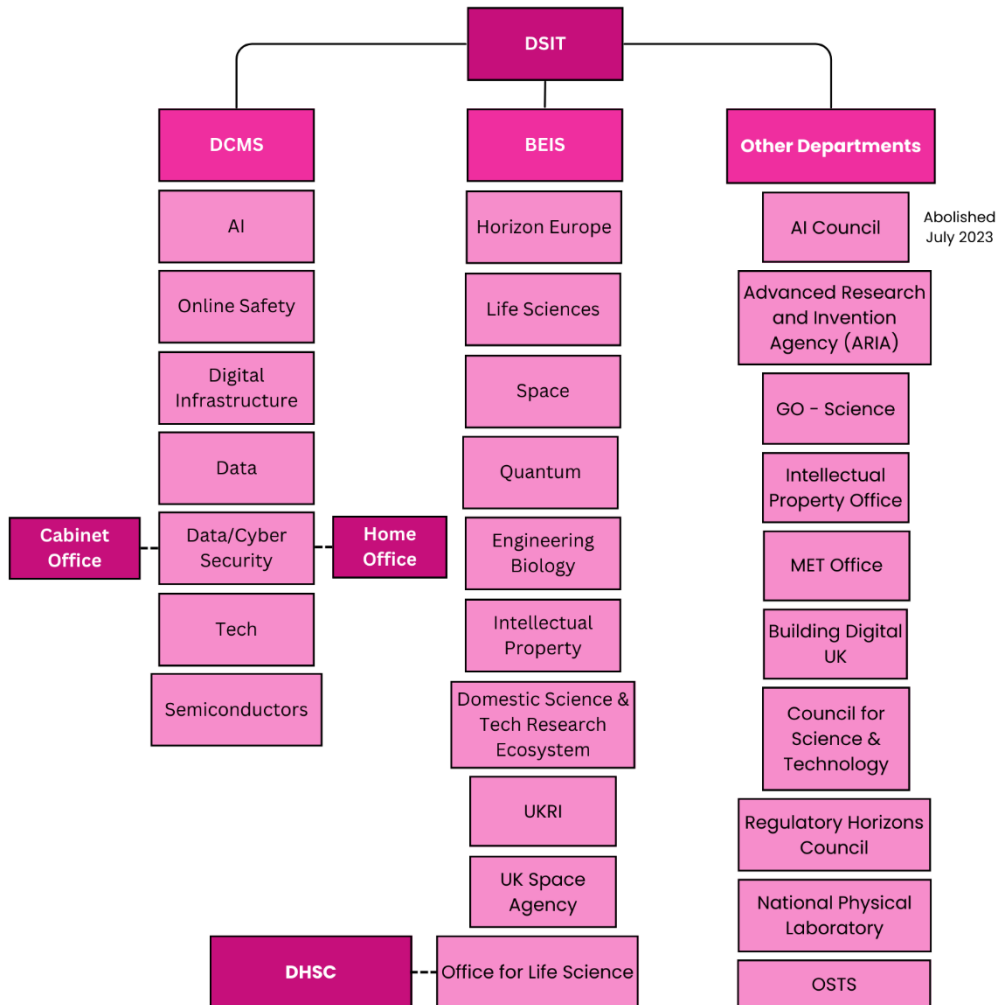 DSIT
DCMS
AI
Online Safety
Digital
Infrastructure
Data
Cabinet
Office
Data/Cyber
Security
Home
Office
Tech
Semiconductors
BEIS
Horizon Europe
Life Sciences
Space
Quantum
Engineering
Biology
Intellectual
Property
Domestic Science &
Tech Research
Ecosystem
UKRI
UK Space
Agency
DHSC
Office for Life Science
Other Departments
AI Council
Abolished
July 2023
Advanced Research
and Invention
Agency (ARIA)
GO - Science
Intellectual
Property Office
MET Office
Building Digital
UK
Council for
Science &
Technology
Regulatory Horizons
Council
National Physical
Laboratory
OSTS